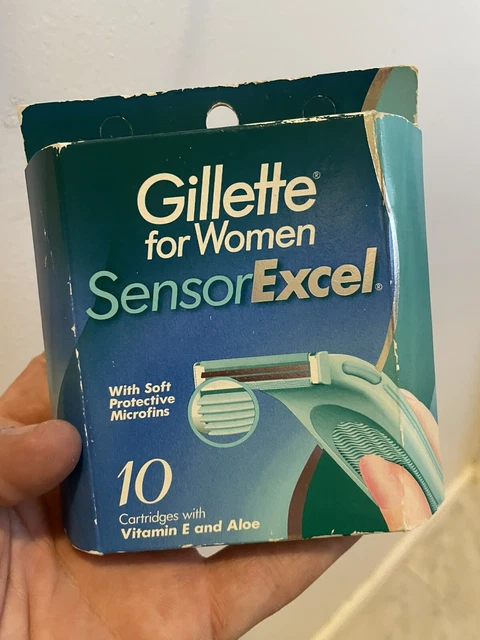 Gillette®
for Women
SensorExcel®
With Soft
Protective
Microfins
10
Cartridges with
Vitamin E and Aloe